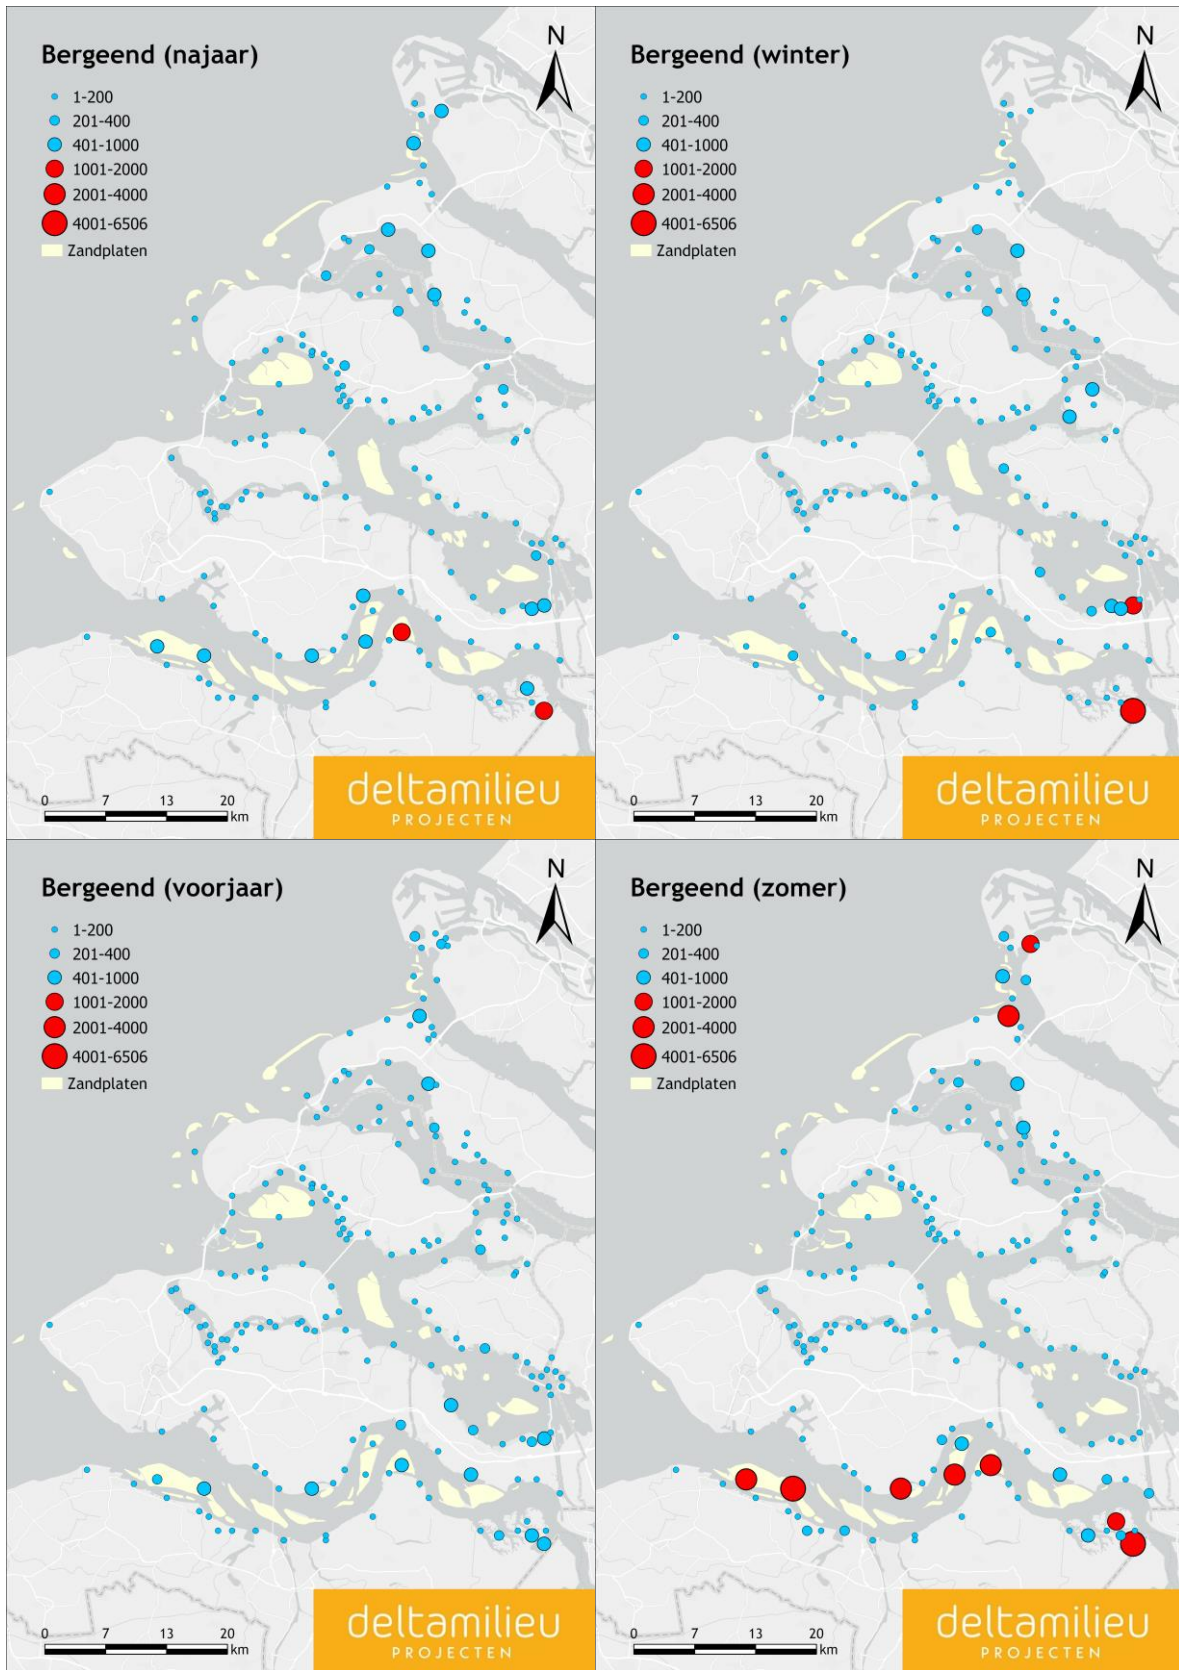 Bergeend (najaar)
N
1-200
201-400
401-1000
1001-2000
2001-4000
4001-6506
Zandplaten
0 7 13 20
km
deltamilieu
PROJECTEN
Bergeend (winter)
N
1-200
201-400
401-1000
1001-2000
2001-4000
4001-6506
Zandplaten
0 7 13 20
km
deltamilieu
PROJECTEN
Bergeend (voorjaar)
N
1-200
201-400
401-1000
1001-2000
2001-4000
4001-6506
Zandplaten
0 7 13 20
km
deltamilieu
PROJECTEN
Bergeend (zomer)
N
1-200
201-400
401-1000
1001-2000
2001-4000
4001-6506
Zandplaten
0 7 13 20
km
deltamilieu
PROJECTEN